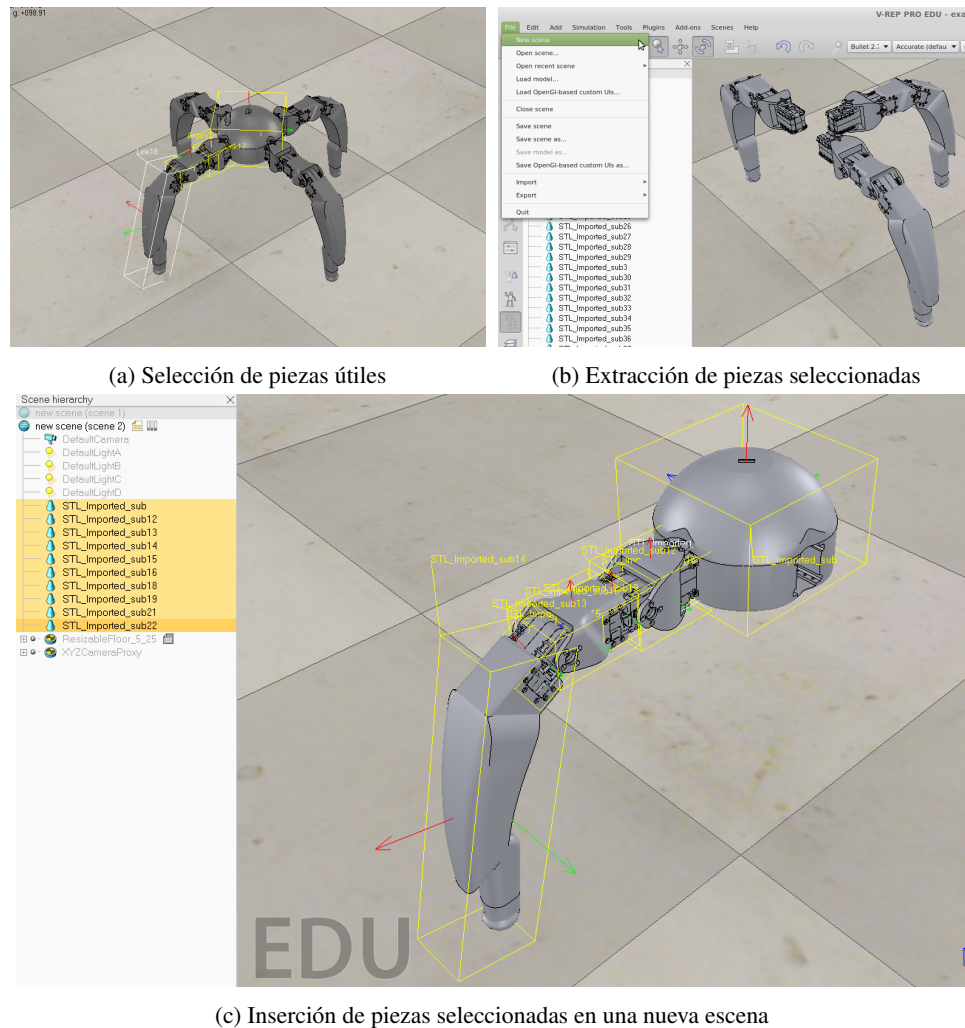 g: +098.91
Link18
V-REP PRO EDU - exa
File Edit Add Simulation Tools Plugins Add-ons Scenes Help
New scene
Open scene...
Open recent scene
Load model...
Load OpenGl-based custom UIs...
Close scene
Save scene
Save scene as...
Save model as...
Save OpenGl-based custom UIs as...
Import
Export
Quit
Bullet 2.7
Accurate (defau
STL_Imported_sub26
STL_Imported_sub27
STL_Imported_sub28
STL_Imported_sub29
STL_Imported_sub3
STL_Imported_sub30
STL_Imported_sub31
STL_Imported_sub32
STL_Imported_sub33
STL_Imported_sub34
STL_Imported_sub35
STL_Imported_sub36
(a) Selección de piezas útiles
(b) Extracción de piezas seleccionadas
Scene hierarchy
new scene (scene 1)
new scene (scene 2)
DefaultCamera
DefaultLightA
DefaultLightB
DefaultLightC
DefaultLightD
STL_Imported_sub
STL_Imported_sub12
STL_Imported_sub13
STL_Imported_sub14
STL_Imported_sub15
STL_Imported_sub16
STL_Imported_sub18
STL_Imported_sub19
STL_Imported_sub21
STL_Imported_sub22
ResizableFloor_5_25
XYZCameraProxy
STL_Imported_sub14
STL_Imported_sub12
STL_Imported_sub
STL_Imported_sub13
EDU
(c) Inserción de piezas seleccionadas en una nueva escena